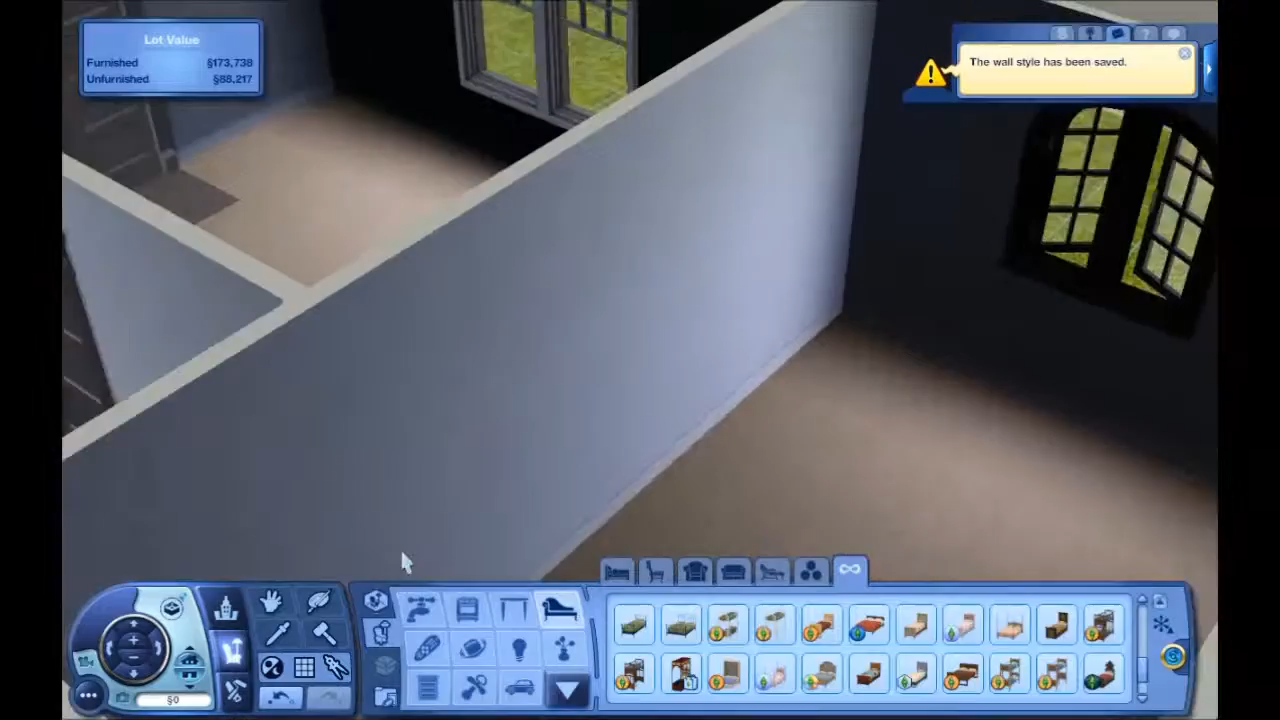 Lot Value
Furnished §173,738
Unfurnished §88,217
The wall style has been saved.
§0